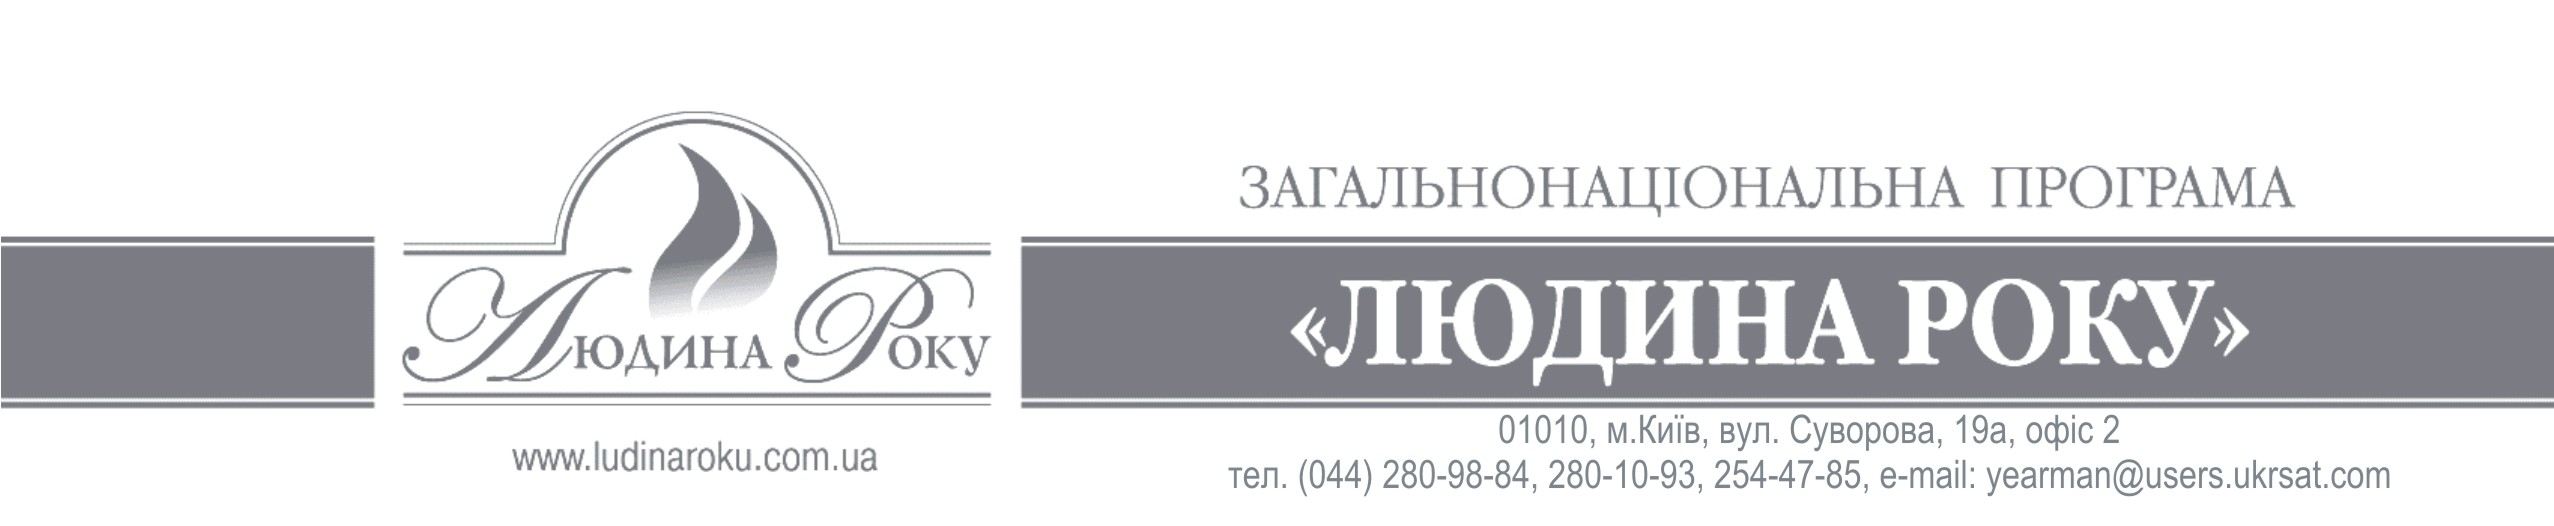 Людина Року
www.ludinaroku.com.ua
ЗАГАЛЬНОНАЦІОНАЛЬНА ПРОГРАМА
«ЛЮДИНА РОКУ»
01010, м.Київ, вул. Суворова, 19а, офіс 2
тел. (044) 280-98-84, 280-10-93, 254-47-85, e-mail: yearman@users.ukrsat.com